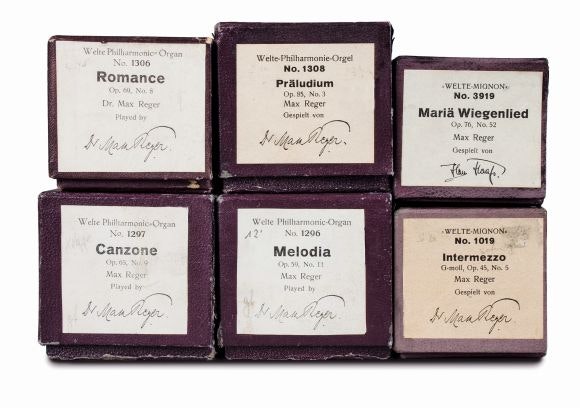 Welte Philharmonic-Organ
No. 1306
Romance
Op. 69, No. 8
Dr. Max Reger
Played by
Dr Max Reger.
Welte-Philharmonie-Orgel
No. 1308
Präludium
Op. 85, No. 3
Max Reger
Gespielt von
Dr Max Reger.
»WELTE-MIGNON«
No. 3919
Mariä Wiegenlied
Op. 76, No. 52
Max Reger
Gespielt von
Welte Philharmonic-Organ
No. 1297
Canzone
Op. 65, No. 9
Max Reger
Played by
Dr Max Reger.
12'
Welte Philharmonic-Organ
No. 1296
Melodia
Op. 59, No. 11
Max Reger
Played by
Dr Max Reger.
»WELTE-MIGNON«
No. 1019
Intermezzo
G-moll, Op. 45, No. 5
Max Reger
Gespielt von
Dr Max Reger.